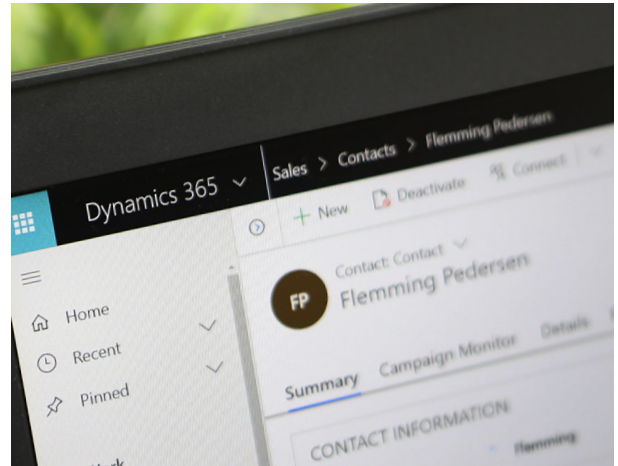 Dynamics 365
Sales > Contacts > Flemming Pedersen
+ New Deactivate Connect
Home
Recent
Pinned
Contact: Contact
FP
Flemming Pedersen
Summary Campaign Monitor Details
CONTACT INFORMATION
Flemming